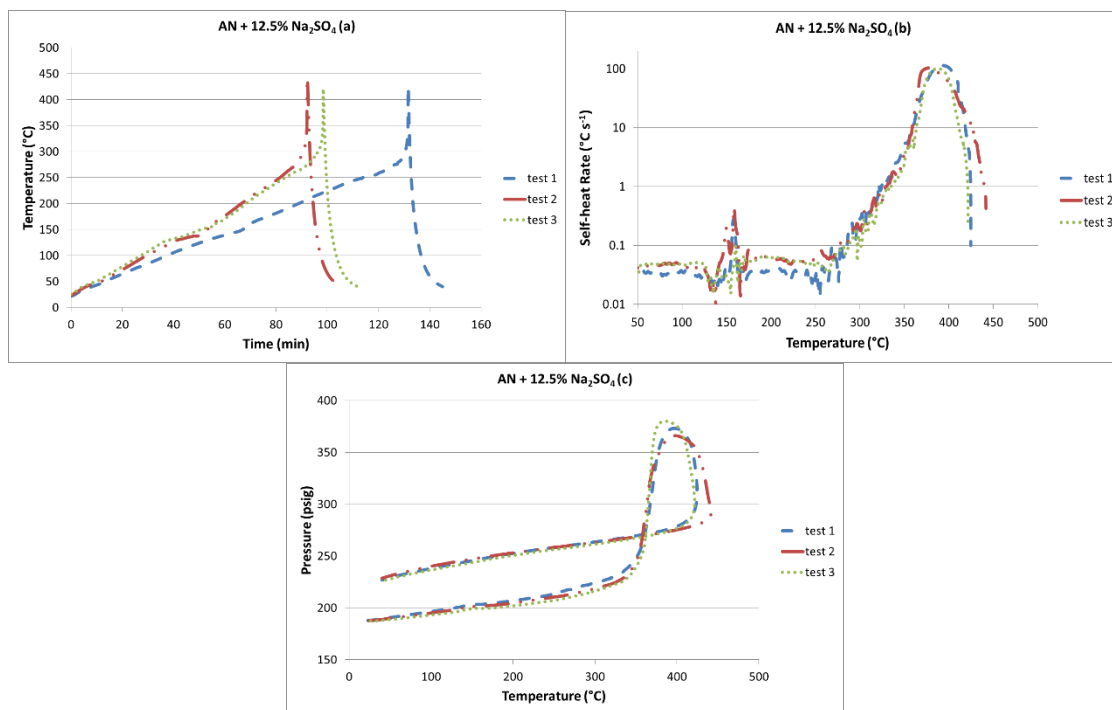 AN + 12.5% Na₂SO₄ (a)
500
450
400
350
300
250
200
150
100
50
0
Temperature (°C)
0 20 40 60 80 100 120 140 160
Time (min)
test 1
test 2
test 3
AN + 12.5% Na₂SO₄ (b)
100
10
1
0.1
0.01
Self-heat Rate (°C s⁻¹)
50 100 150 200 250 300 350 400 450 500
Temperature (°C)
test 1
test 2
test 3
AN + 12.5% Na₂SO₄ (c)
400
350
300
250
200
150
Pressure (psig)
0 100 200 300 400 500
Temperature (°C)
test 1
test 2
test 3